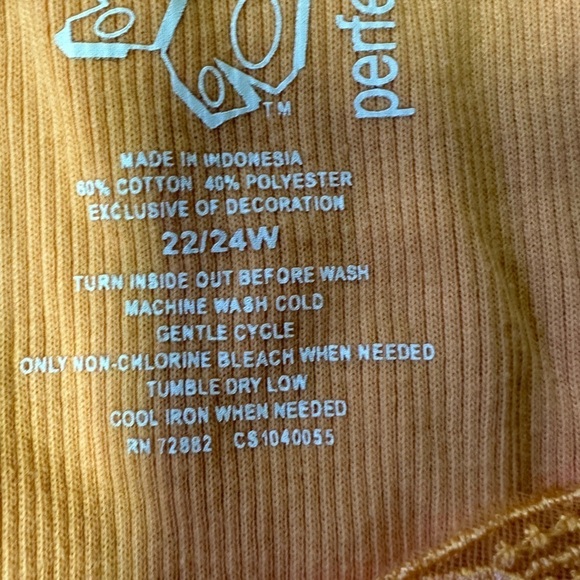 perfe
TM
MADE IN INDONESIA
60% COTTON 40% POLYESTER
EXCLUSIVE OF DECORATION
22/24W
TURN INSIDE OUT BEFORE WASH
MACHINE WASH COLD
GENTLE CYCLE
ONLY NON-CHLORINE BLEACH WHEN NEEDED
TUMBLE DRY LOW
COOL IRON WHEN NEEDED
RN 72882 CS1040055